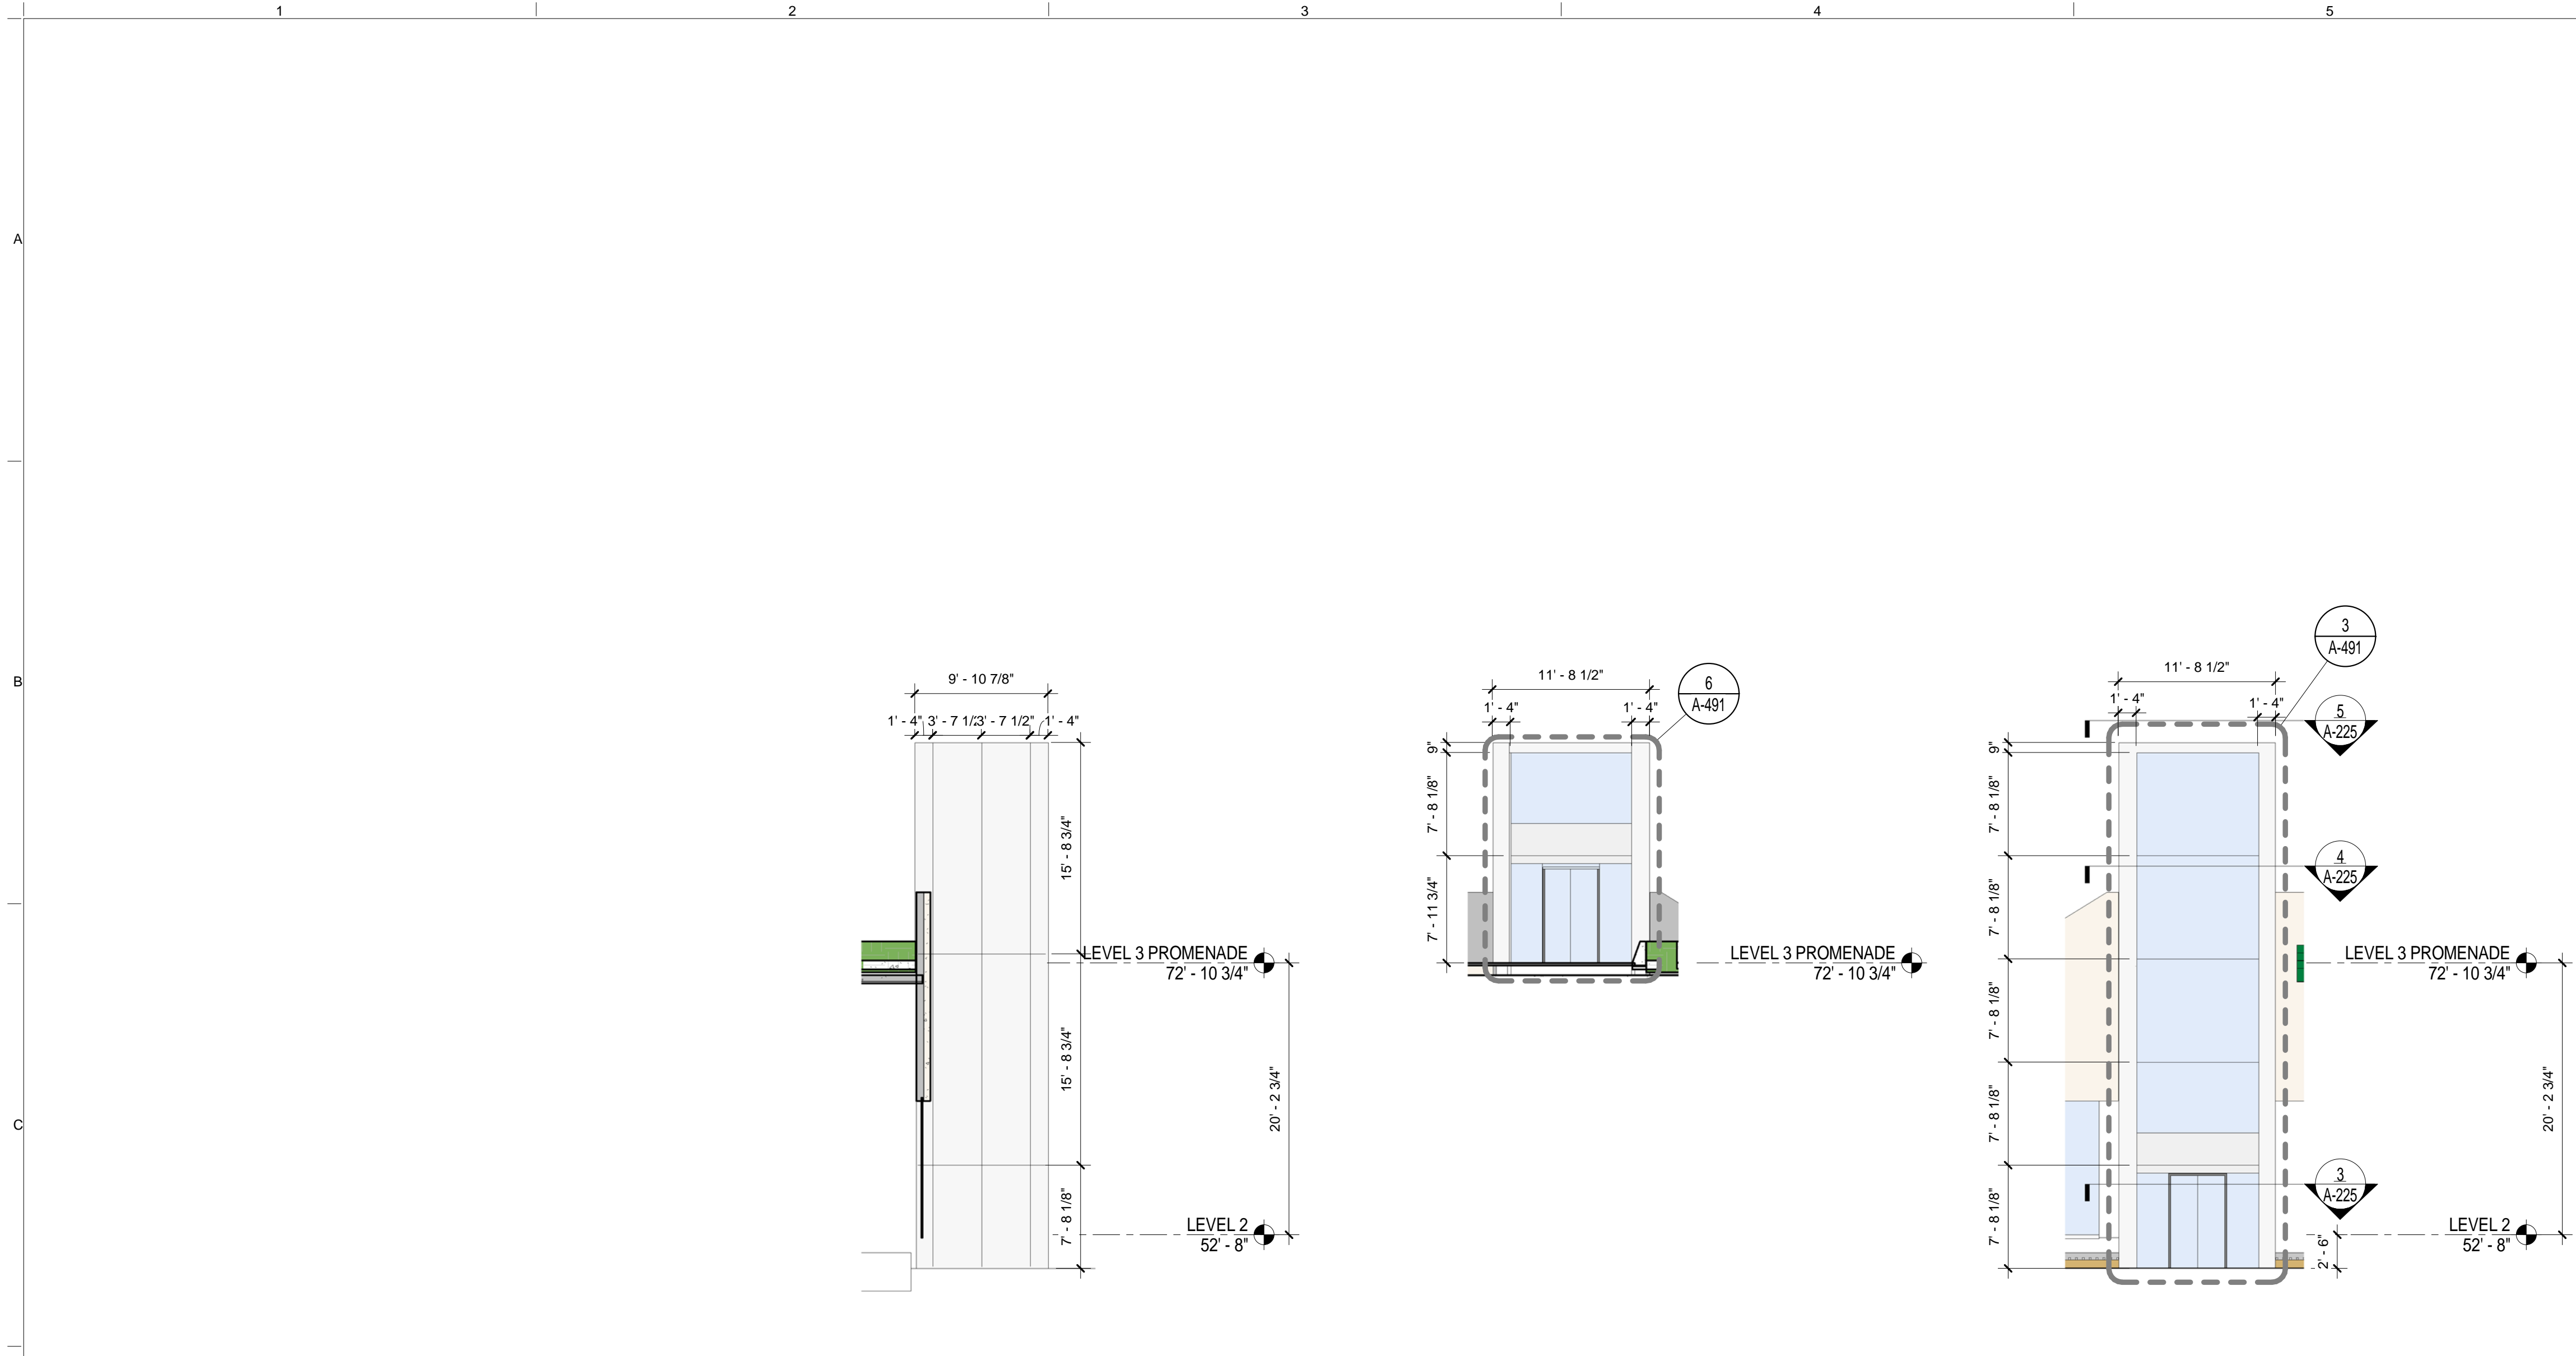 1
2
3
4
5
A
B
C
9' - 10 7/8"
1' - 4"
3' - 7 1/2"
3' - 7 1/2"
1' - 4"
15' - 8 3/4"
15' - 8 3/4"
7' - 8 1/8"
LEVEL 3 PROMENADE
72' - 10 3/4"
20' - 2 3/4"
LEVEL 2
52' - 8"
11' - 8 1/2"
1' - 4"
1' - 4"
6
A-491
9"
7' - 8 1/8"
7' - 11 3/4"
LEVEL 3 PROMENADE
72' - 10 3/4"
3
A-491
11' - 8 1/2"
1' - 4"
1' - 4"
5
A-225
9"
7' - 8 1/8"
4
A-225
7' - 8 1/8"
LEVEL 3 PROMENADE
72' - 10 3/4"
7' - 8 1/8"
7' - 8 1/8"
20' - 2 3/4"
3
A-225
7' - 8 1/8"
LEVEL 2
52' - 8"
2' - 6"